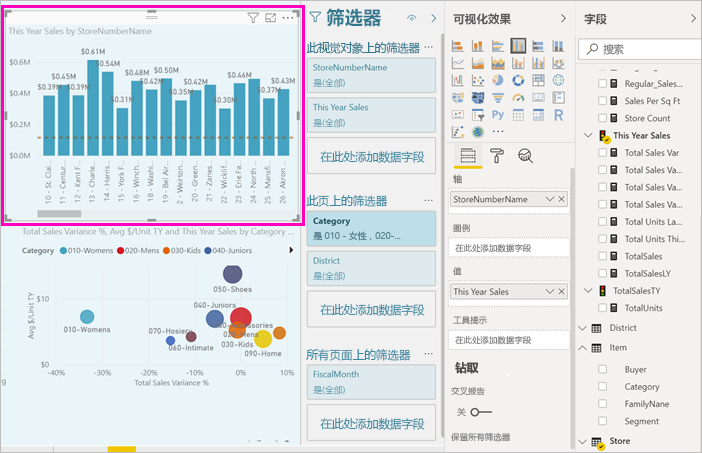 This Year Sales by StoreNumberName
$0.6M
$0.4M
$0.2M
$0.0M
$0.39M
$0.45M
$0.39M
$0.61M
$0.54M
$0.31M
$0.48M
$0.42M
$0.50M
$0.35M
$0.42M
$0.30M
$0.46M
$0.37M
$0.43M
10 - St. Clai...
11 - Centur...
12 - Kent F...
13 - Charle...
14 - Harris...
15 - York F...
16 - Winch...
18 - Washi...
19 - Bel Air...
2 - Weirton...
20 - Green...
21 - Zanes...
22 - Wicklif...
23 - Erie Fa...
24 - North ...
25 - Mansfi...
26 - Akron ...
Total Sales Variance %, Avg $/Unit TY and This Year Sales by Category ...
Category
010-Womens
020-Mens
030-Kids
040-Juniors
Avg $/Unit TY
$10
$0
050-Shoes
040-Juniors
010-Womens
020-Mens
070-Hosiery
060-Intimate
030-Kids
090-Home
-40%
-30%
-20%
-10%
0%
10%
Total Sales Variance %
筛选器
此视觉对象上的筛选器 ...
StoreNumberName
是(全部)
This Year Sales
是(全部)
在此处添加数据字段
此页上的筛选器 ...
Category
是 010 - 女性，020-...
District
是(全部)
在此处添加数据字段
所有页面上的筛选器 ...
FiscalMonth
是(全部)
在此处添加数据字段
可视化效果
Py
R
轴
StoreNumberName
图例
在此处添加数据字段
值
This Year Sales
工具提示
在此处添加数据字段
钻取
交叉报告
关
保留所有筛选器
字段
搜索
Regular_Sales...
Sales Per Sq Ft
Store Count
This Year Sales
Total Sales Var
Total Sales Va...
Total Sales Va...
Total Sales Va...
Total Units La...
Total Units Thi...
TotalSales
TotalSalesLY
TotalSalesTY
TotalUnits
District
Item
Buyer
Category
FamilyNane
Segment
Store